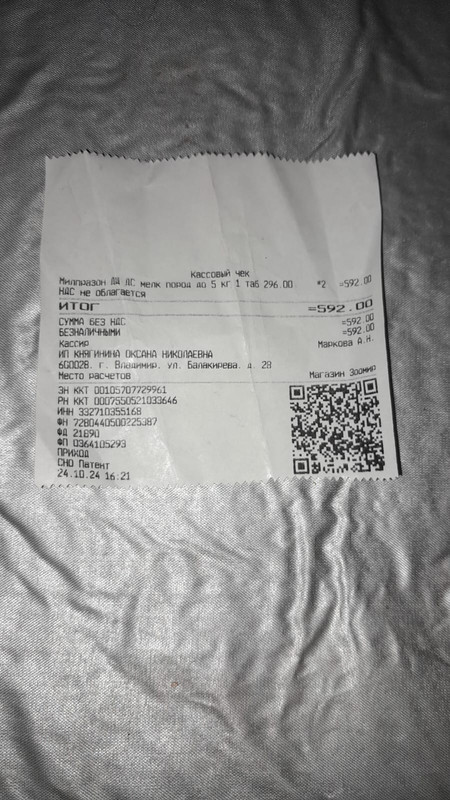 Кассовый чек
Милпразон ДЛЯ ДС мелк пород до 5 кг 1 таб 296.00 *2 =592.00
НДС не облагается
ИТОГ =592.00
СУММА БЕЗ НДС =592.00
БЕЗНАЛИЧНЫМИ =592.00
Кассир Маркова А.Н.
ИП КНЯГИНИНА ОКСАНА НИКОЛАЕВНА
600028. г. Владимир. ул. Балакирева. д. 28
Место расчетов Магазин Зоомир
ЗН ККТ 00105707729961
РН ККТ 0007550521033646
ИНН 332710355168
ФН 7280440500225387
ФД 21890
ФП 0364105293
ПРИХОД
СНО Патент
24.10.24 16:21